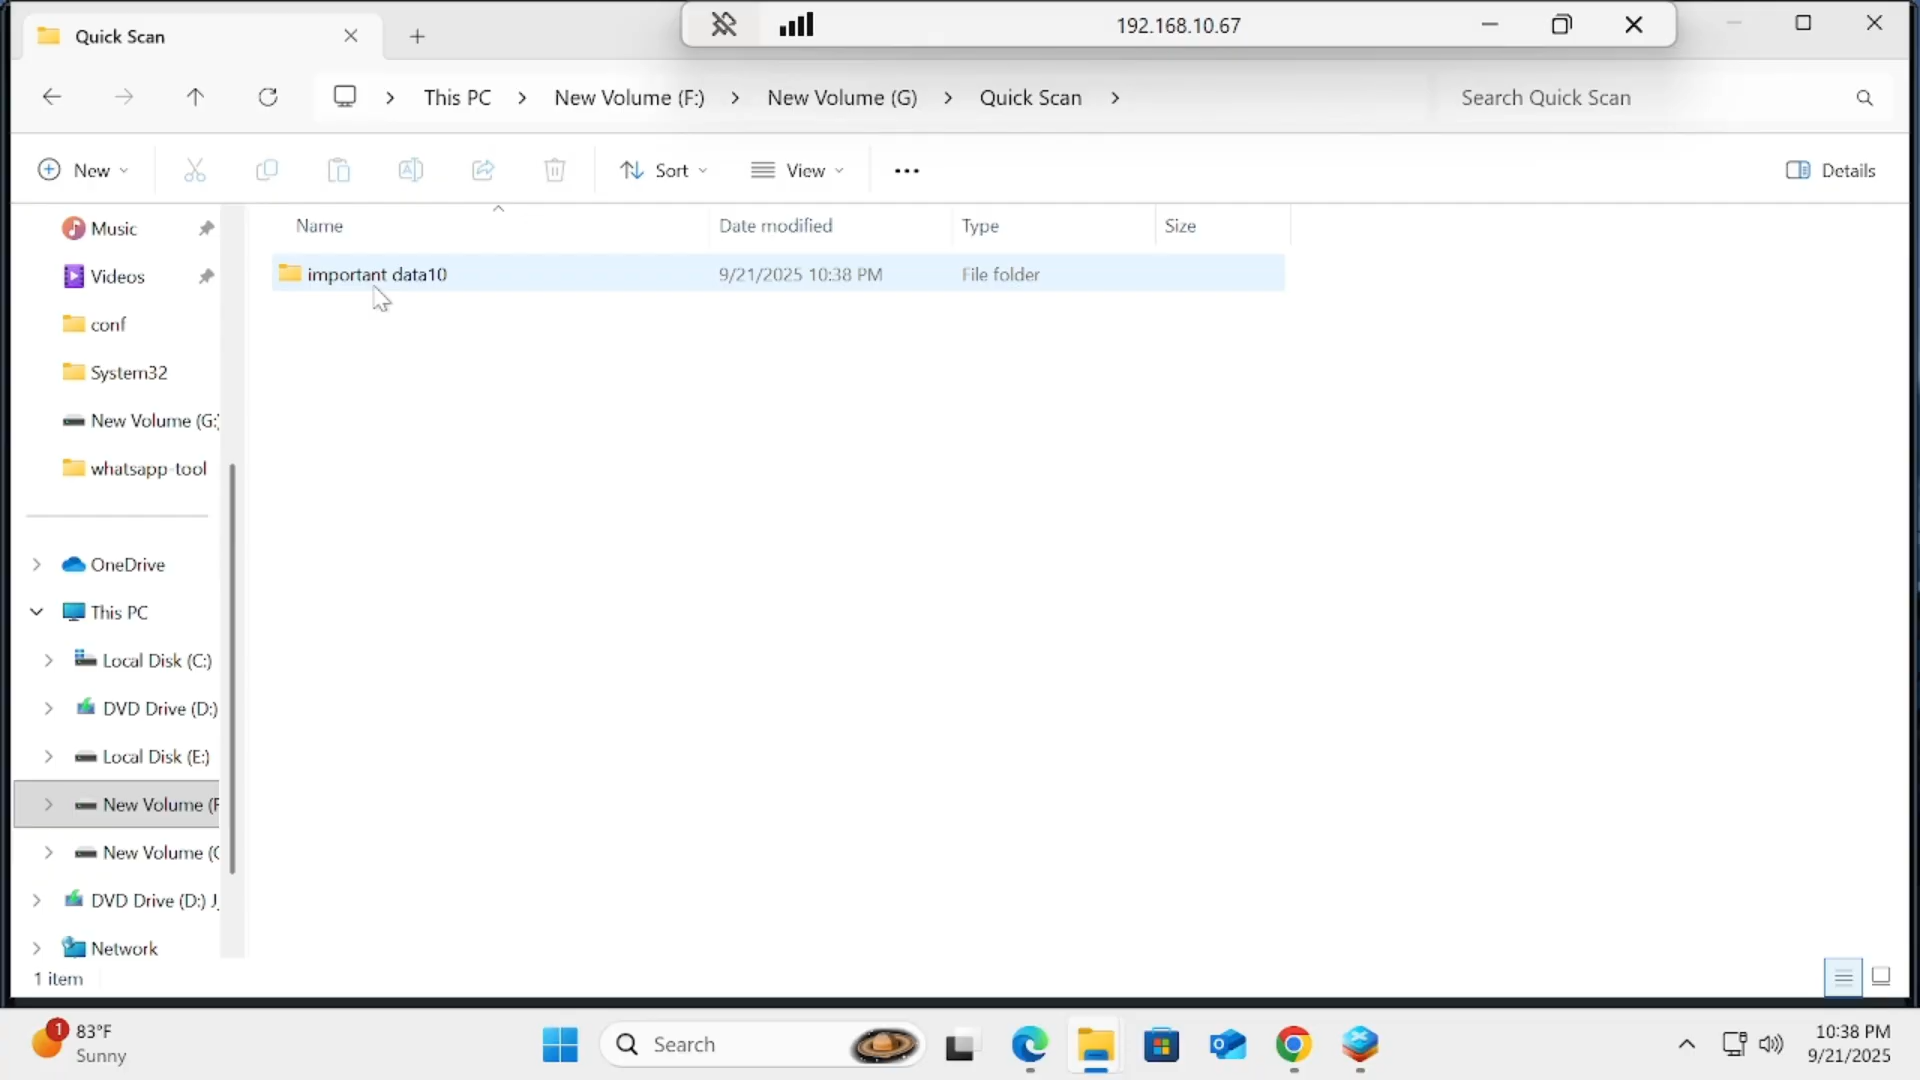 Quick Scan
192.168.10.67
This PC
New Volume (F:)
New Volume (G)
Quick Scan
Search Quick Scan
New
Sort
View
Details
Name
Date modified
Type
Size
important data10
9/21/2025 10:38 PM
File folder
Music
Videos
conf
System32
New Volume (G:
whatsapp-tool
OneDrive
This PC
Local Disk (C:)
DVD Drive (D:)
Local Disk (E:)
New Volume (F
New Volume (G
DVD Drive (D:) J
Network
1 item
1
83°F
Sunny
Search
10:38 PM
9/21/2025